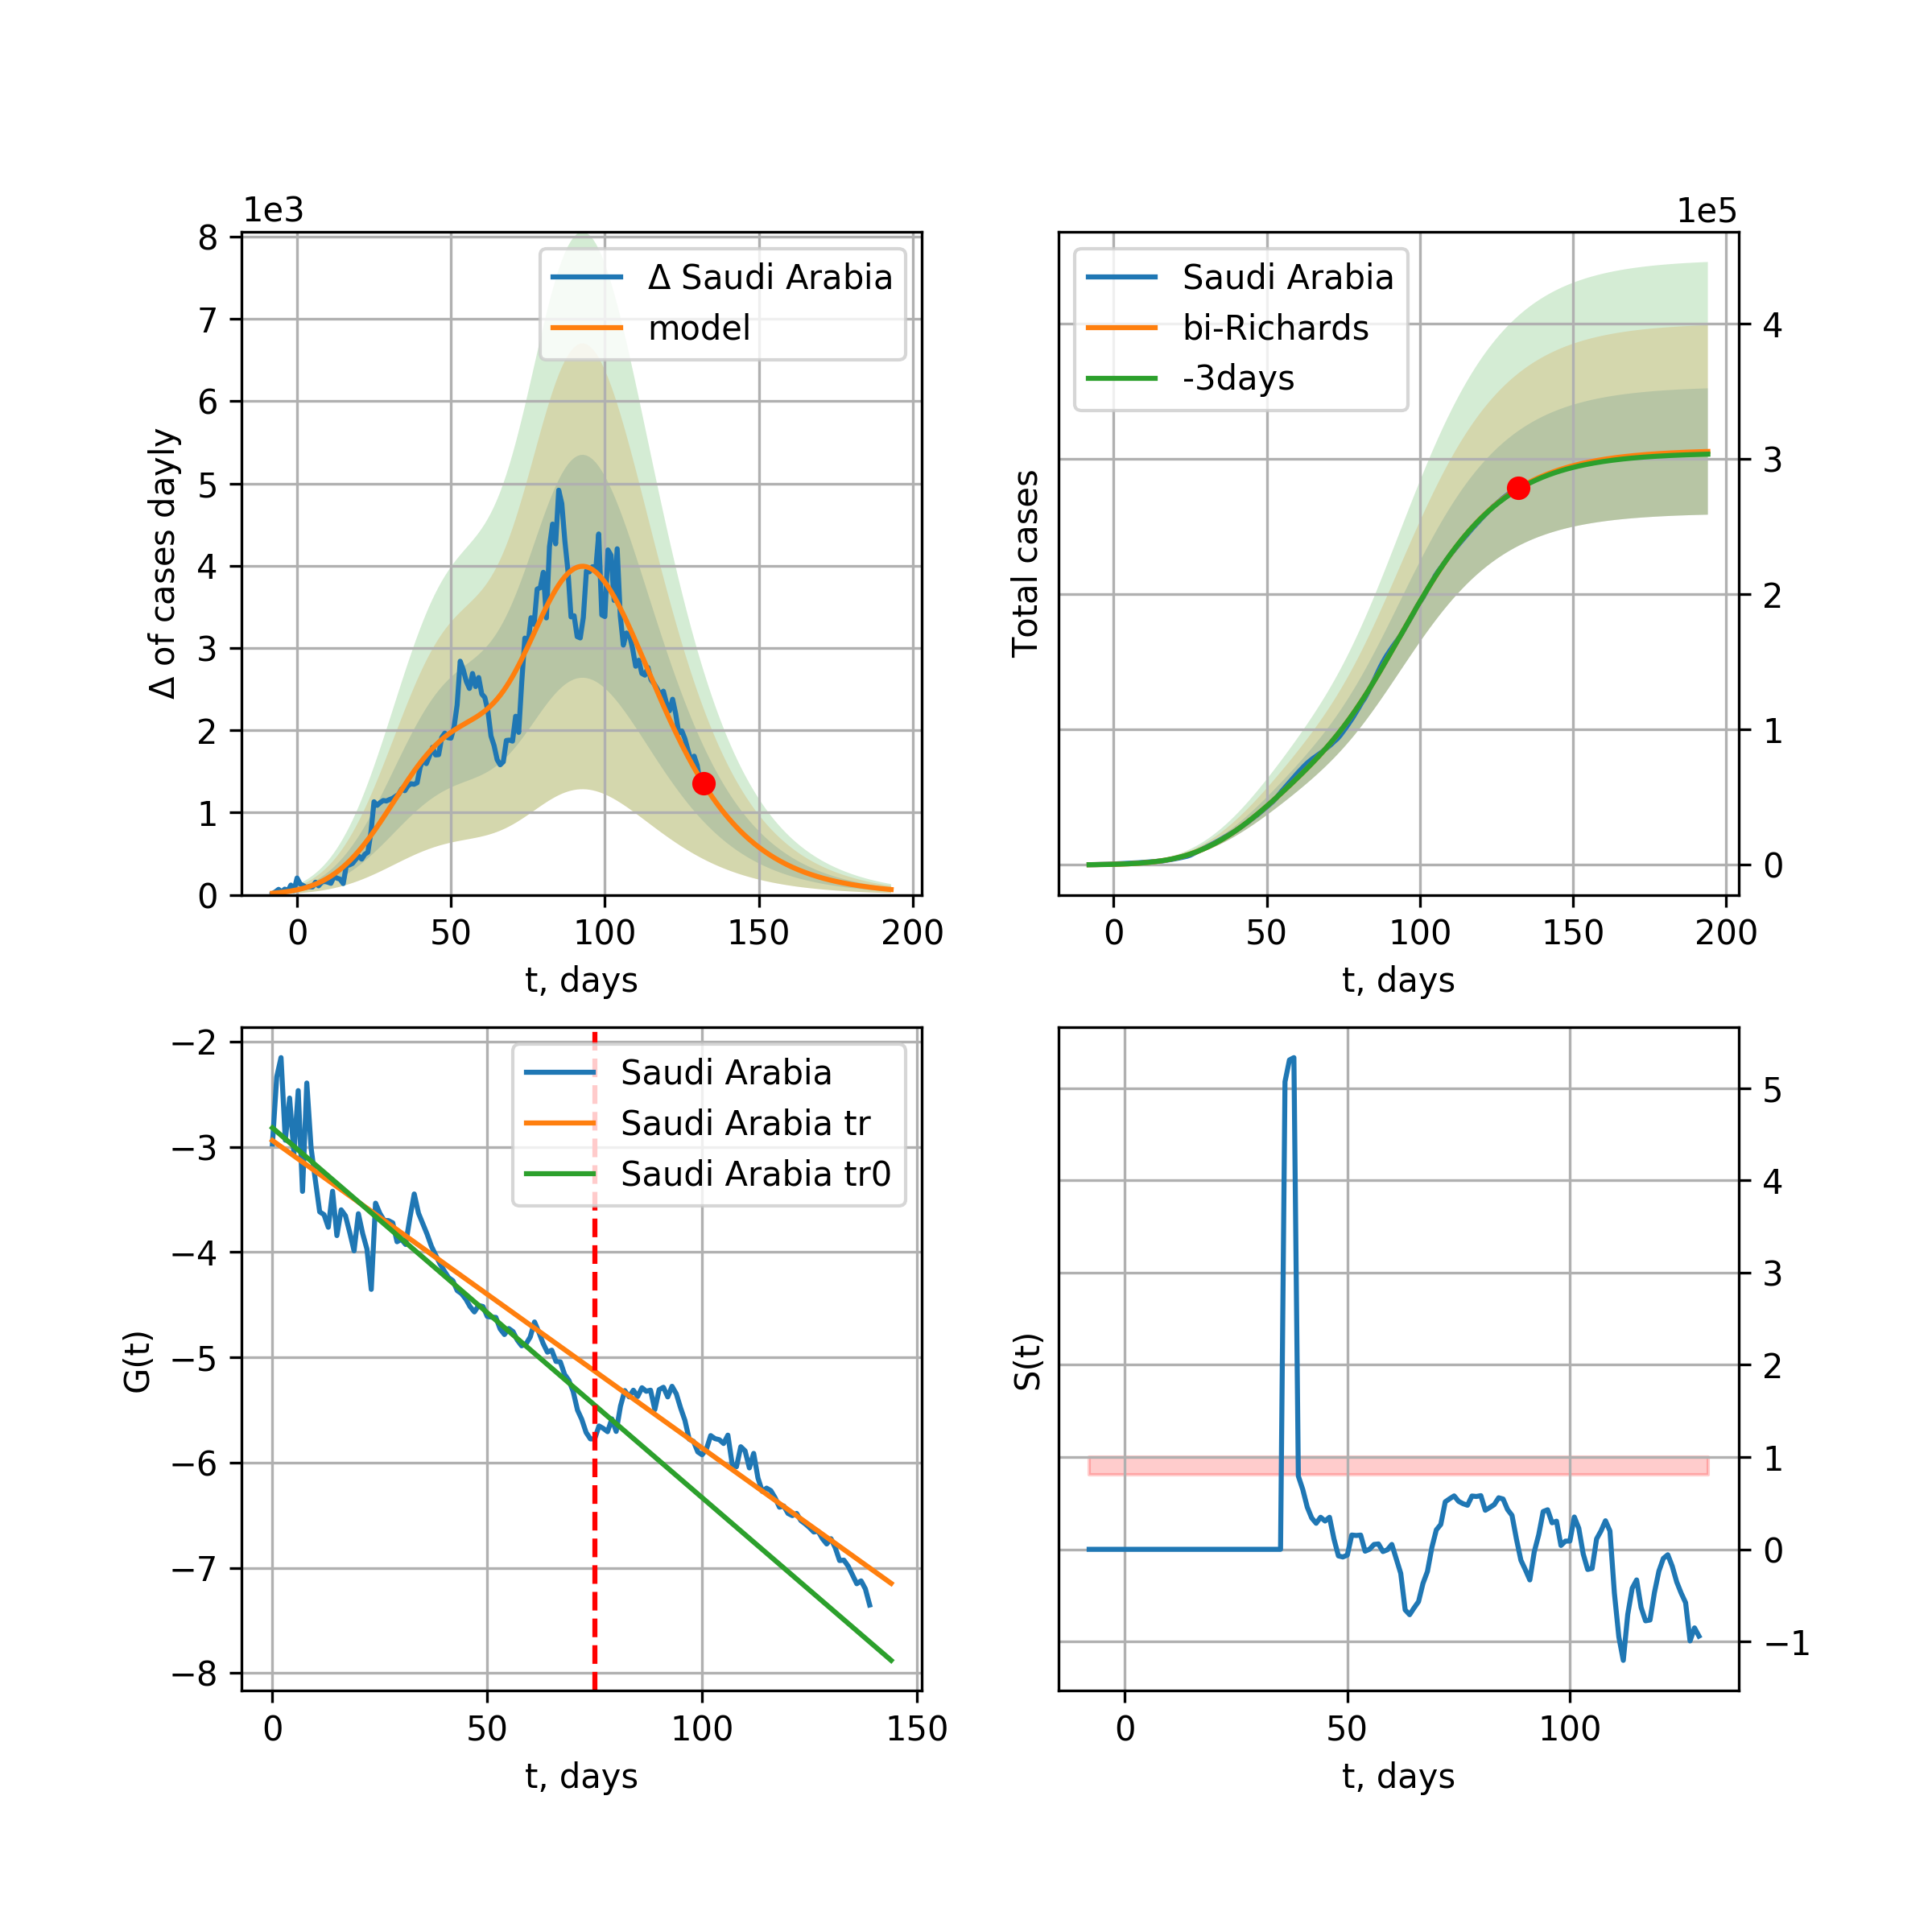 1e3
8
7
6
5
4
3
2
1
0
Δ of cases dayly
Δ Saudi Arabia
model
0 50 100 150 200
t, days
1e5
Saudi Arabia
bi-Richards
-3days
4
3
2
1
0
Total cases
0 50 100 150 200
t, days
−2
−3
−4
−5
−6
−7
−8
G(t)
Saudi Arabia
Saudi Arabia tr
Saudi Arabia tr0
0 50 100 150
t, days
S(t)
5
4
3
2
1
0
−1
0 50 100
t, days